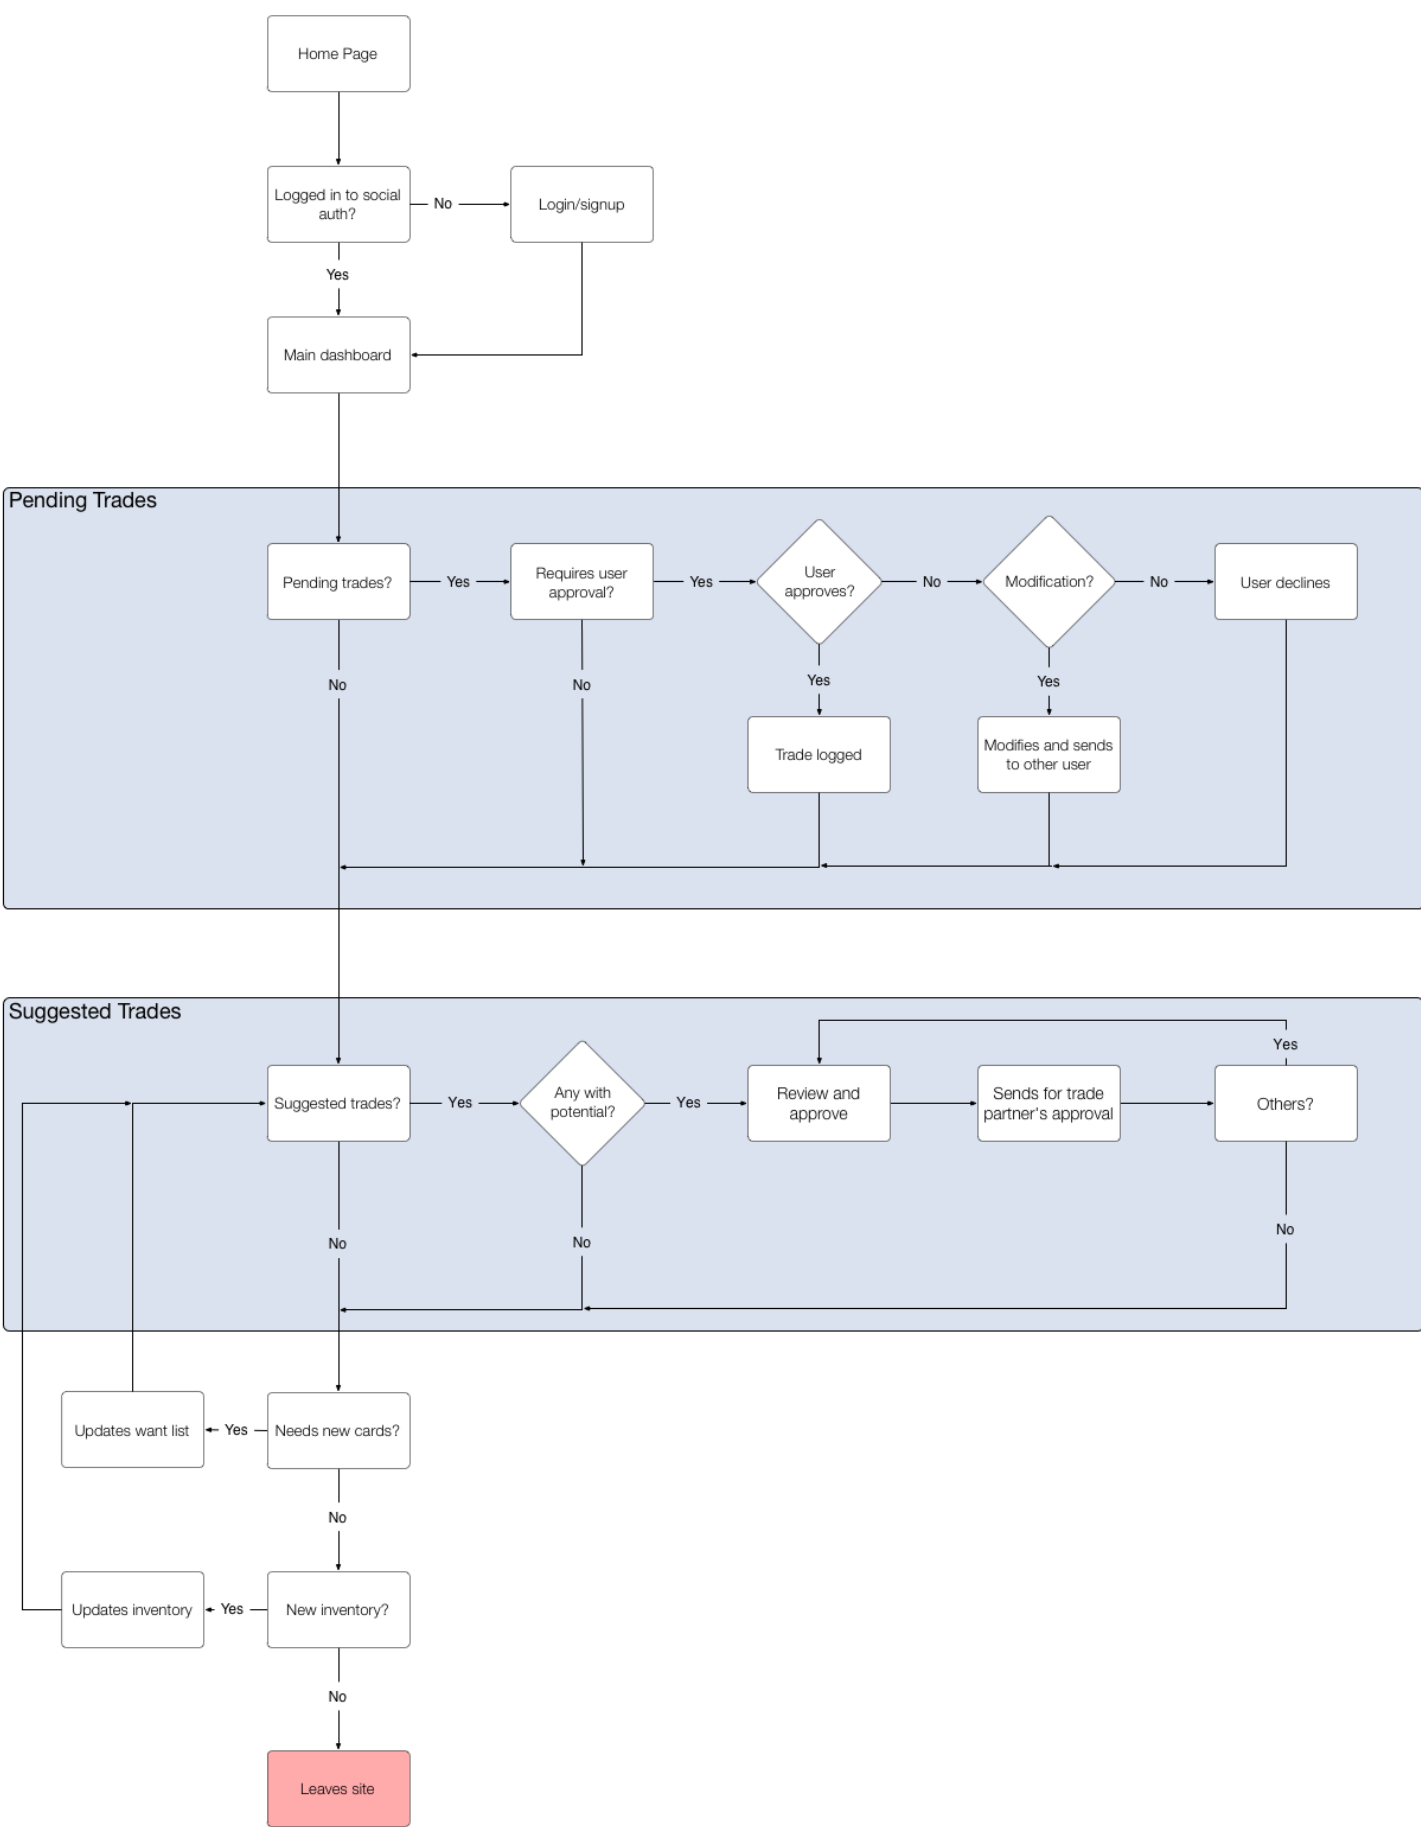 Home Page
Logged in to social
auth?
No
Login/signup
Yes
Main dashboard
Pending Trades
Pending trades?
Yes
Requires user
approval?
Yes
User
approves?
No
Modification?
No
User declines
No
No
Yes
Yes
Trade logged
Modifies and sends
to other user
Suggested Trades
Yes
Suggested trades?
Yes
Any with
potential?
Yes
Review and
approve
Sends for trade
partner's approval
Others?
No
No
No
Updates want list
Yes
Needs new cards?
No
Updates inventory
Yes
New inventory?
No
Leaves site